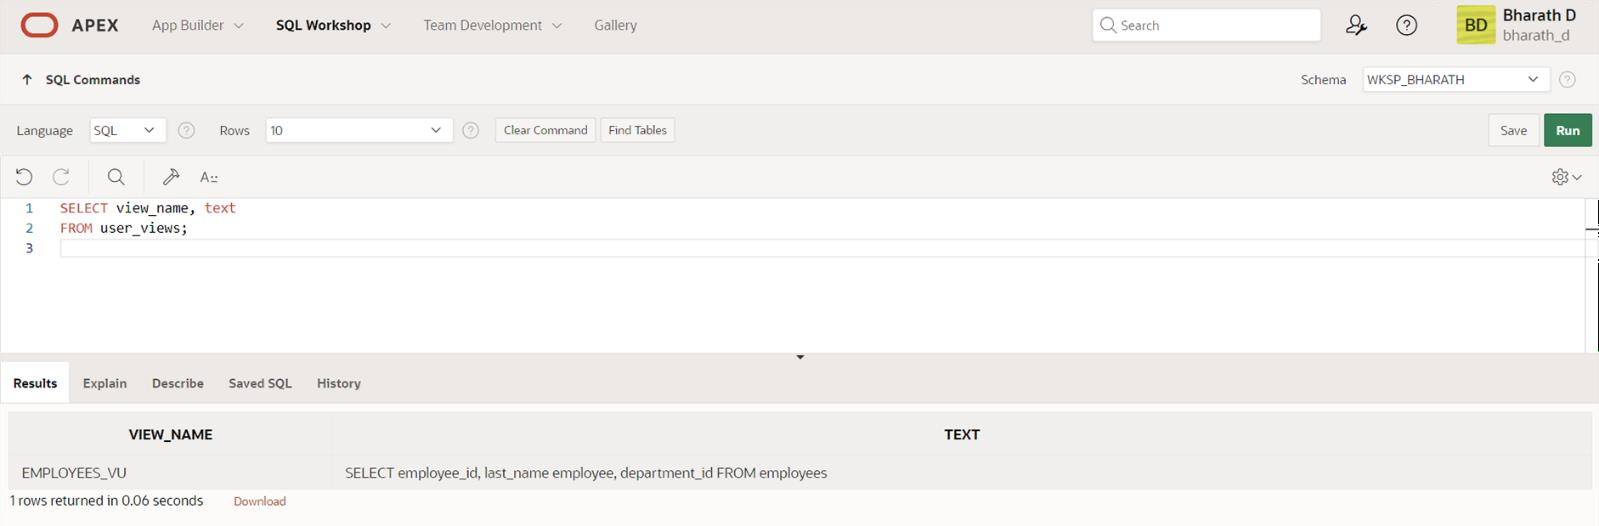 APEX App Builder SQL Workshop Team Development Gallery Search BD Bharath D
bharath_d
SQL Commands Schema WKSP_BHARATH
Language SQL Rows 10 Clear Command Find Tables Save Run
A
1 SELECT view_name, text
2 FROM user_views;
3
Results Explain Describe Saved SQL History
VIEW_NAME TEXT
EMPLOYEES_VU SELECT employee_id, last_name employee, department_id FROM employees
1 rows returned in 0.06 seconds Download